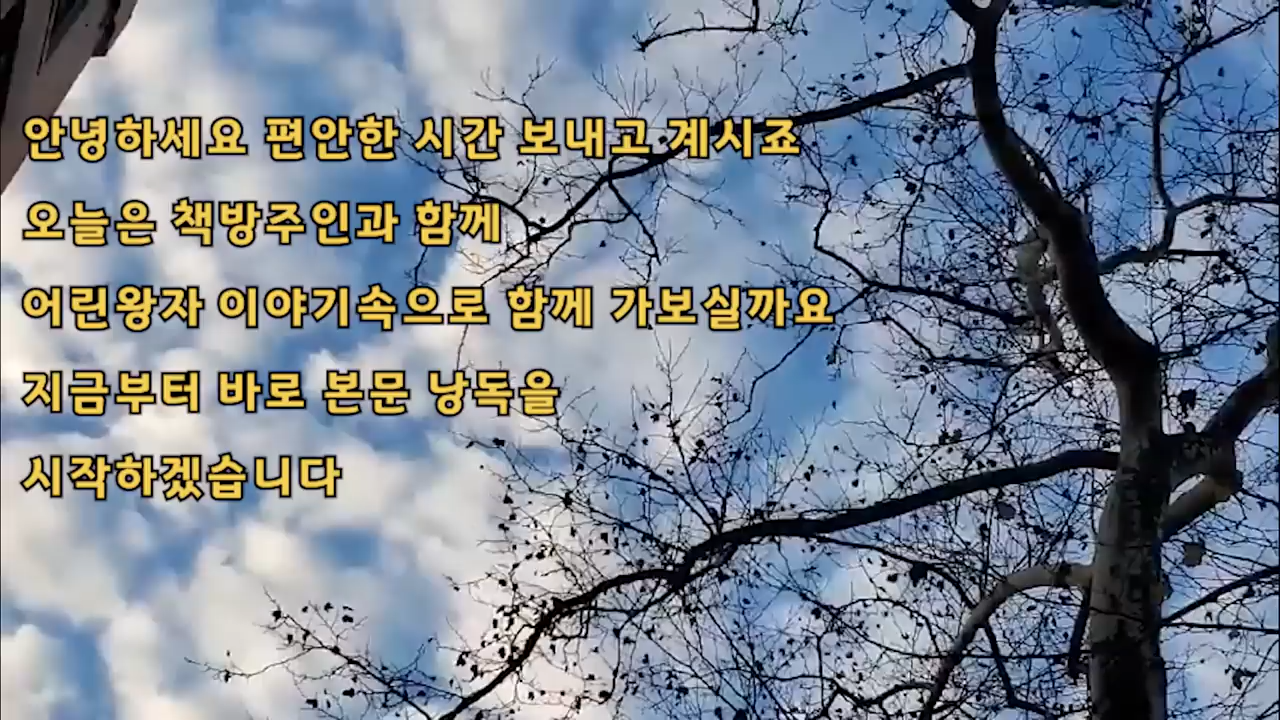 안녕하세요 편안한 시간 보내고 계시죠
오늘은 책방주인과 함께
어린왕자 이야기속으로 함께 가보실까요
지금부터 바로 본문 낭독을
시작하겠습니다